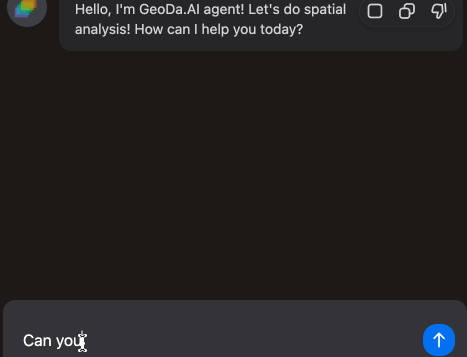 Hello, I'm GeoDa.AI agent! Let's do spatial
analysis! How can I help you today?
Can you